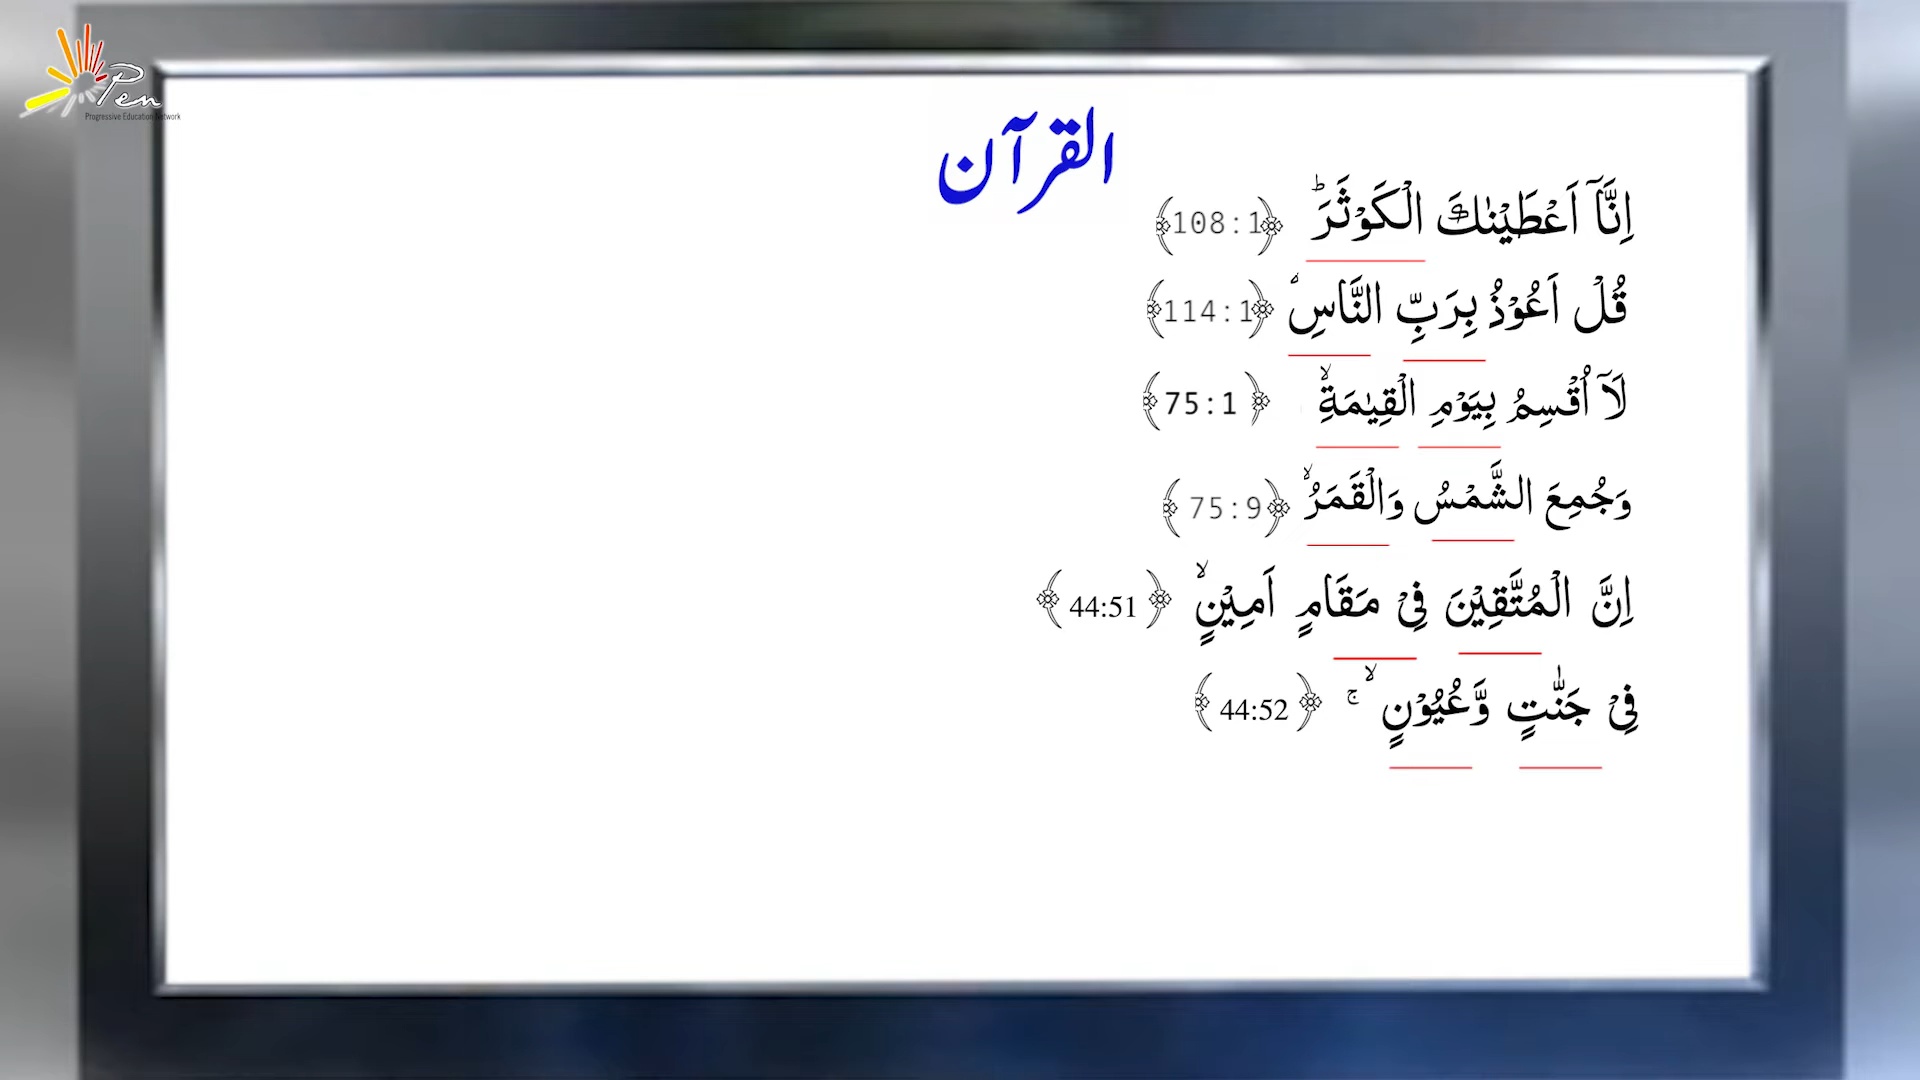 Pen
Progressive Education Network
القرآن
اِنَّاۤ اَعْطَيْنٰكَ الْكَوْثَرَؕ ﴿108:1﴾
قُلْ اَعُوْذُ بِرَبِّ النَّاسِۙ ﴿114:1﴾
لَاۤ اُقْسِمُ بِيَوْمِ الْقِيٰمَةِۙ ﴿75:1﴾
وَجُمِعَ الشَّمْسُ وَالْقَمَرُۙ ﴿75:9﴾
اِنَّ الْمُتَّقِيْنَ فِيْ مَقَامٍ اَمِيْنٍۙ ﴿44:51﴾
فِيْ جَنّٰتٍ وَّعُيُوْنٍۙ ۚ ﴿44:52﴾